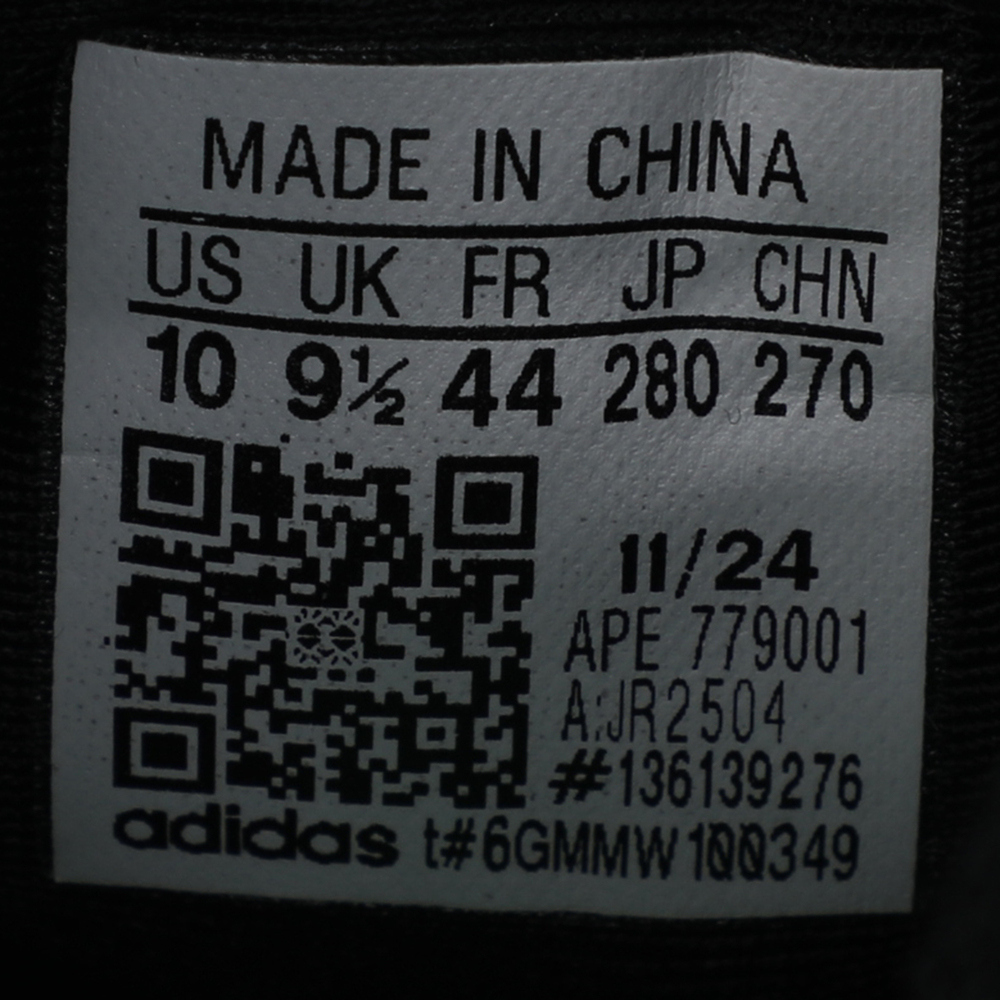 MADE IN CHINA
US UK FR JP CHN
10 9½ 44 280 270
11/24
APE 779001
A:JR2504
#136139276
adidas t#6GMMW100349